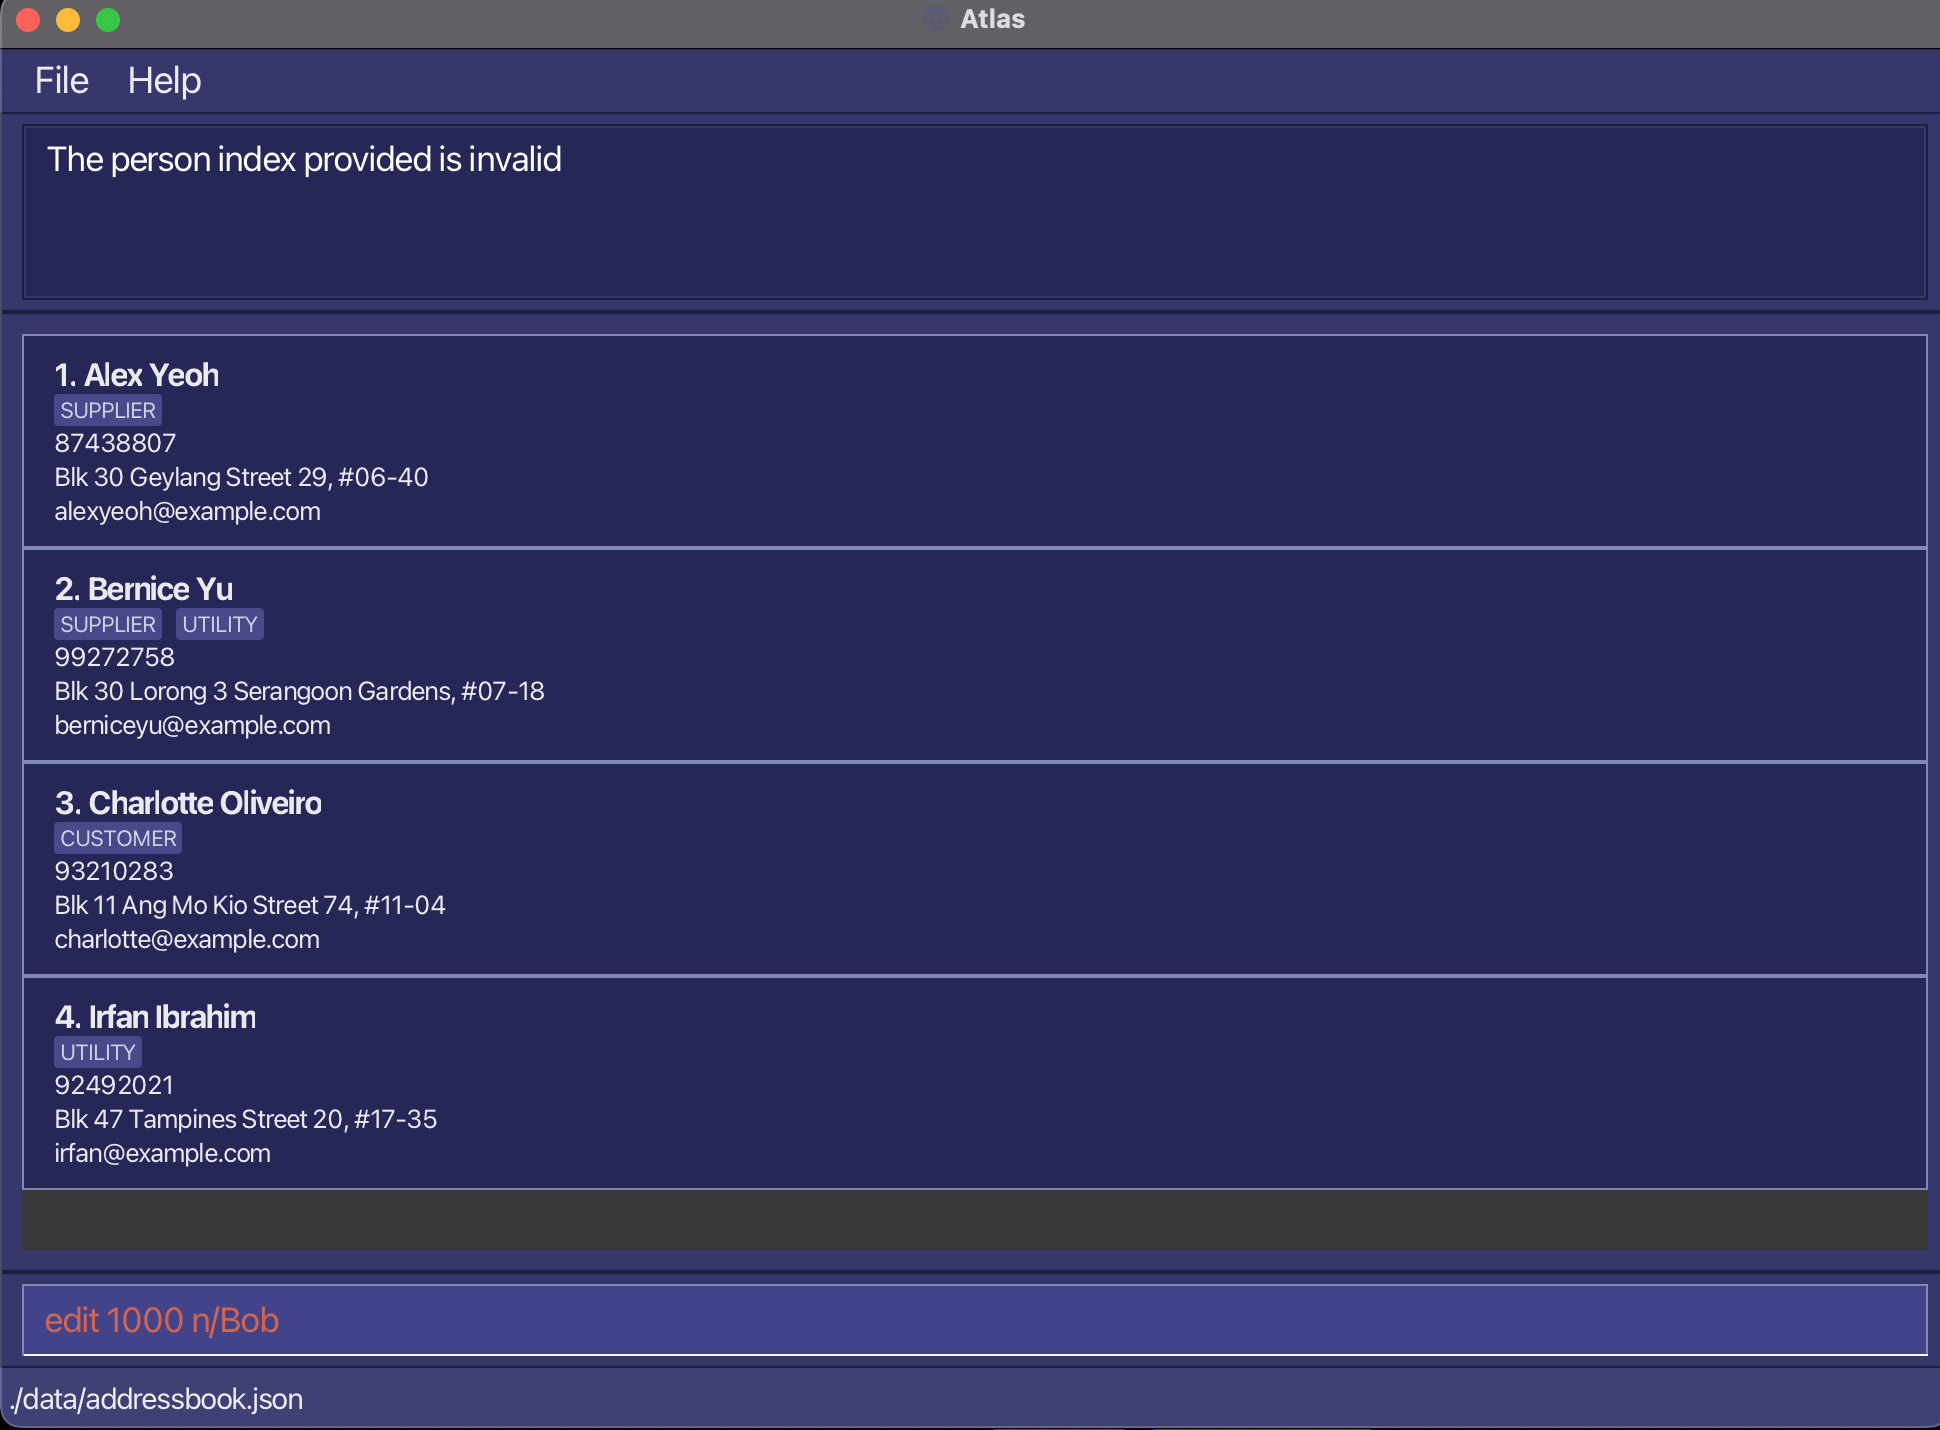 Atlas
File Help
The person index provided is invalid
1. Alex Yeoh
SUPPLIER
87438807
Blk 30 Geylang Street 29, #06-40
alexyeoh@example.com
2. Bernice Yu
SUPPLIER UTILITY
99272758
Blk 30 Lorong 3 Serangoon Gardens, #07-18
berniceyu@example.com
3. Charlotte Oliveiro
CUSTOMER
93210283
Blk 11 Ang Mo Kio Street 74, #11-04
charlotte@example.com
4. Irfan Ibrahim
UTILITY
92492021
Blk 47 Tampines Street 20, #17-35
irfan@example.com
edit 1000 n/Bob
./data/addressbook.json